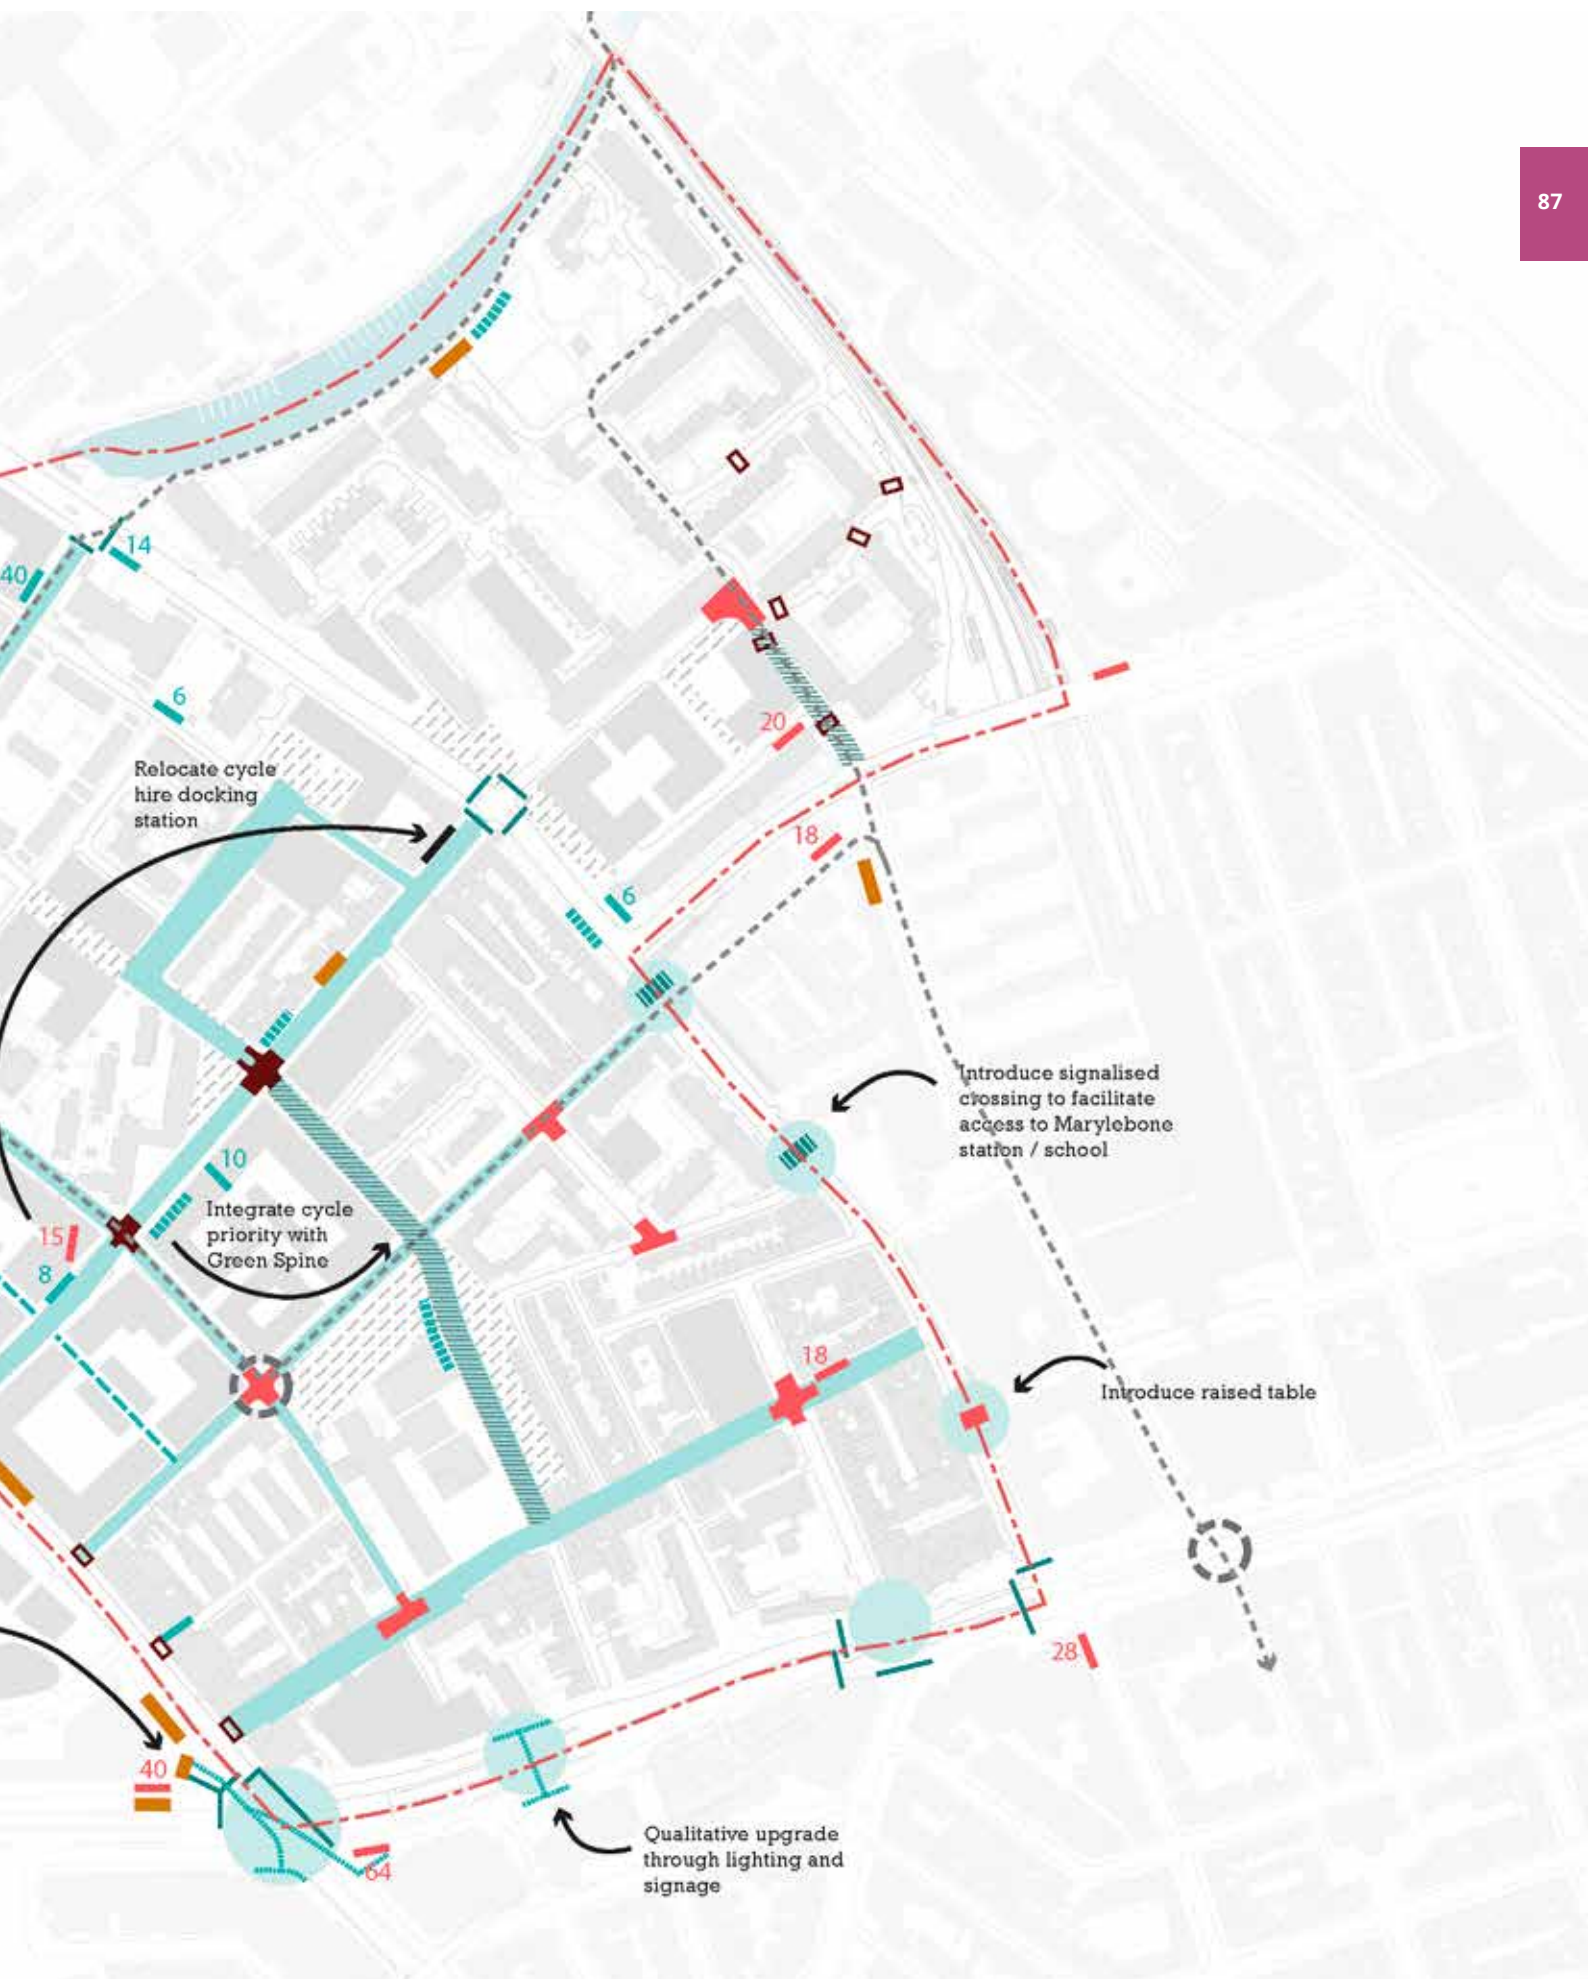 87
14
40
6
20
Relocate cycle
hire docking
station
18
6
Introduce signalised
crossing to facilitate
access to Marylebone
station / school
10
Integrate cycle
priority with
Green Spine
15
8
18
Introduce raised table
28
40
Qualitative upgrade
through lighting and
signage
64